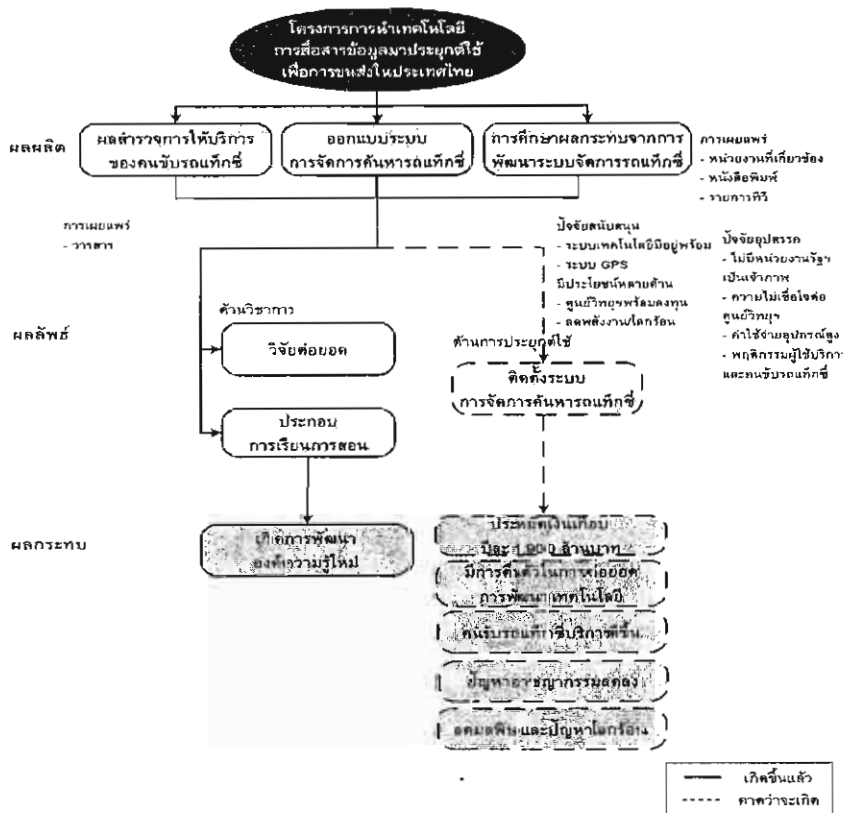 โครงการการนำเทคโนโลยี
การสื่อสารข้อมูลมาประยุกต์ใช้
เพื่อการขนส่งในประเทศไทย
ผลผลิต
ผลสำรวจการให้บริการ
ของคนขับรถแท็กซี่
ออกแบบระบบ
การจัดการค้นหารถแท็กซี่
การศึกษาผลกระทบจากการ
พัฒนาระบบจัดการรถแท็กซี่
การเผยแพร่
- หน่วยงานที่เกี่ยวข้อง
- หนังสือพิมพ์
- รายการทีวี
การเผยแพร่
- วารสาร
ปัจจัยสนับสนุน
- ระบบเทคโนโลยีมีอยู่พร้อม
- ระบบ GPS
มีประโยชน์หลายด้าน
- ศูนย์วิทยุฯพร้อมลงทุน
- ลดพลังงาน/โลกร้อน
ปัจจัยอุปสรรค
- ไม่มีหน่วยงานรัฐฯ
เป็นเจ้าภาพ
- ความไม่เชื่อใจต่อ
ศูนย์วิทยุฯ
- ค่าใช้จ่ายอุปกรณ์สูง
- พฤติกรรมผู้ใช้บริการ
และคนขับรถแท็กซี่
ผลลัพธ์
ด้านวิชาการ
วิจัยต่อยอด
ประกอบ
การเรียนการสอน
ด้านการประยุกต์ใช้
ติดตั้งระบบ
การจัดการค้นหารถแท็กซี่
ผลกระทบ
เกิดการพัฒนา
องค์ความรู้ใหม่
ประหยัดเงินเกือบ
ปีละ 1,900 ล้านบาท
มีการตื่นตัวในการต่อยอด
การพัฒนาเทคโนโลยี
คนขับรถแท็กซี่บริการดีขึ้น
ปัญหาอาชญากรรมลดลง
ลดมลพิษและปัญหาโลกร้อน
เกิดขึ้นแล้ว
คาดว่าจะเกิด